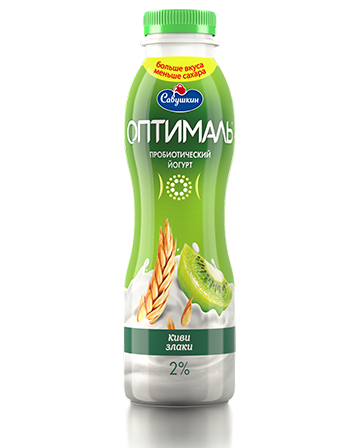 больше вкуса
меньше сахара
Савушкин
ОПТИМАЛЬ
ПРОБИОТИЧЕСКИЙ
ЙОГУРТ
киви
злаки
2%